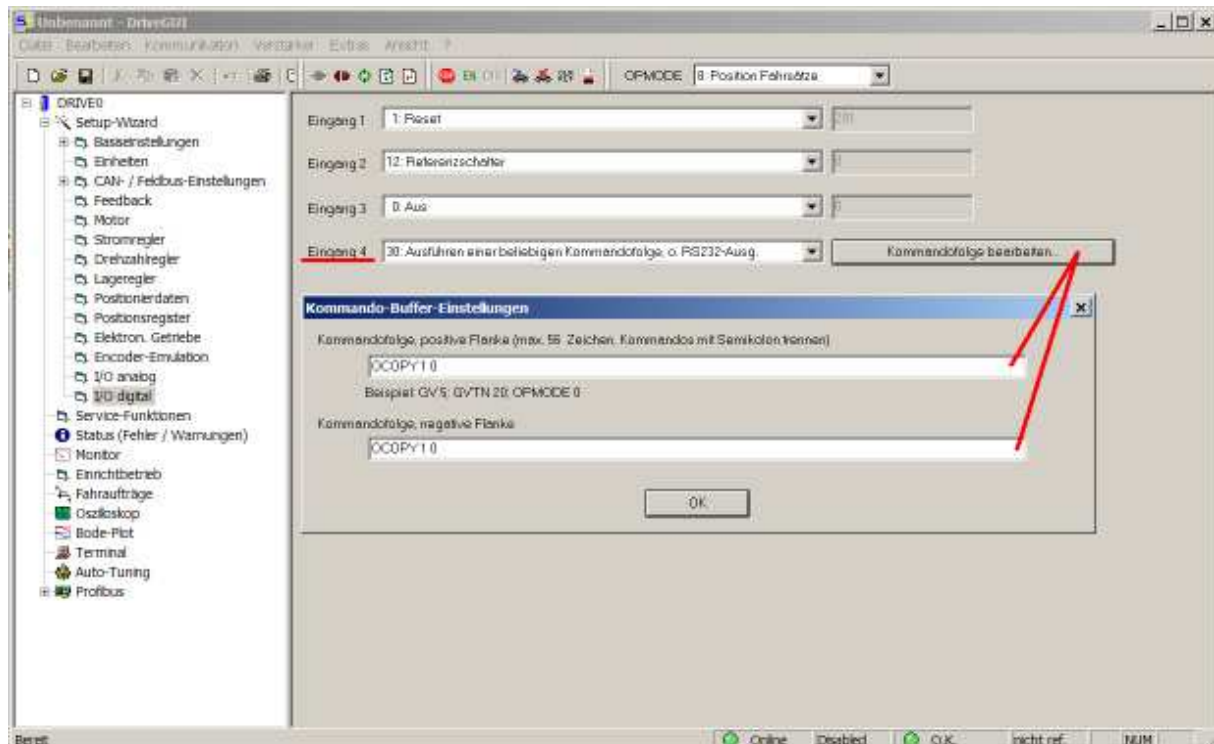 Unbenannt - DriveGUI
Datei Bearbeiten Kommunikation Verstärker Extras Ansicht ?
OPMODE 8: Position Fahrsätze
DRIVE0
Setup-Wizard
Basiseinstellungen
Einheiten
CAN- / Feldbus-Einstellungen
Feedback
Motor
Stromregler
Drehzahlregler
Lageregler
Positionierdaten
Positionsregister
Elektron. Getriebe
Encoder-Emulation
I/O analog
I/O digital
Service-Funktionen
Status (Fehler / Warnungen)
Monitor
Einrichtbetrieb
Fahraufträge
Oszilloskop
Bode-Plot
Terminal
Auto-Tuning
Profibus
Eingang 1 1: Reset
Eingang 2 12: Referenzschalter
Eingang 3 0: Aus
Eingang 4 30: Ausführen einer beliebigen Kommandofolge, o. RS232-Ausg. Kommandofolge bearbeiten...
Kommando-Buffer-Einstellungen
Kommandofolge, positive Flanke (max. 56 Zeichen, Kommandos mit Semikolon trennen)
OCOPY 1 0
Beispiel: GV 5; GVTN 20; OPMODE 0
Kommandofolge, negative Flanke
OCOPY 1 0
OK
Bereit Online Disabled O.K. nicht ref. NUM